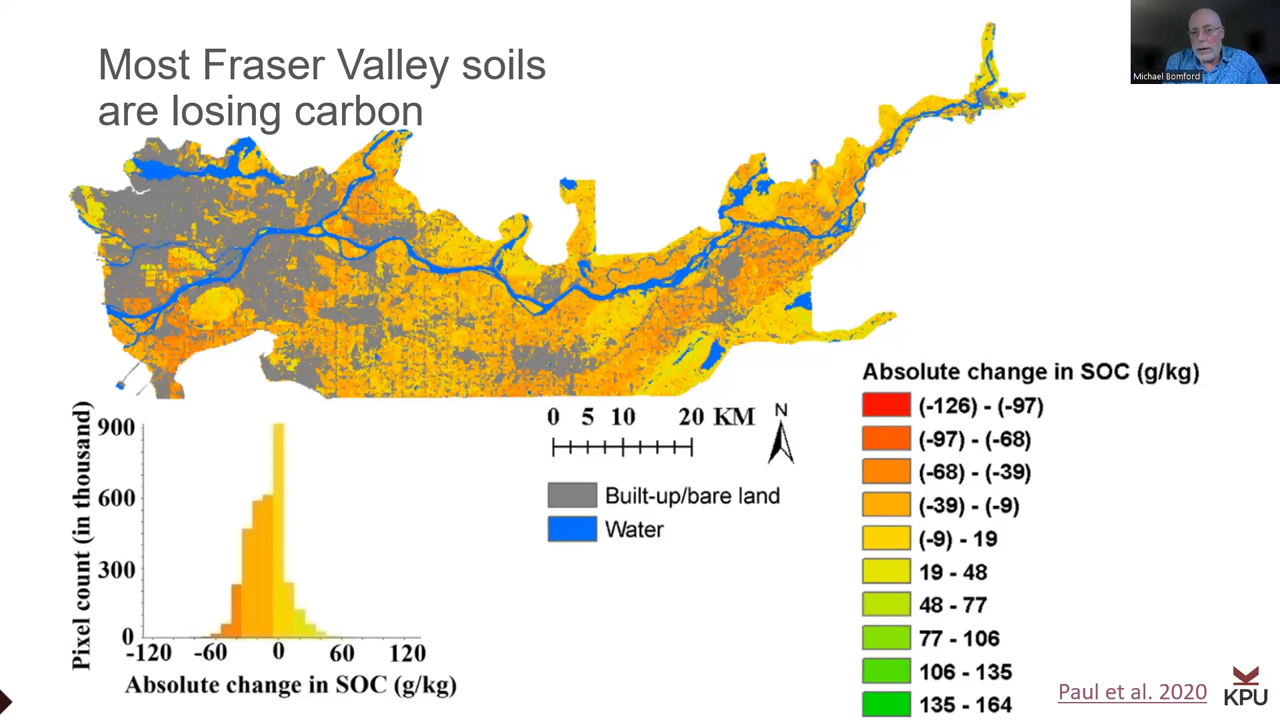 Most Fraser Valley soils
are losing carbon
Michael Bomford
Pixel count (in thousand)
900
600
300
0
-120 -60 0 60 120
Absolute change in SOC (g/kg)
0 5 10 20 KM
N
Built-up/bare land
Water
Absolute change in SOC (g/kg)
(-126) - (-97)
(-97) - (-68)
(-68) - (-39)
(-39) - (-9)
(-9) - 19
19 - 48
48 - 77
77 - 106
106 - 135
135 - 164
Paul et al. 2020
KPU